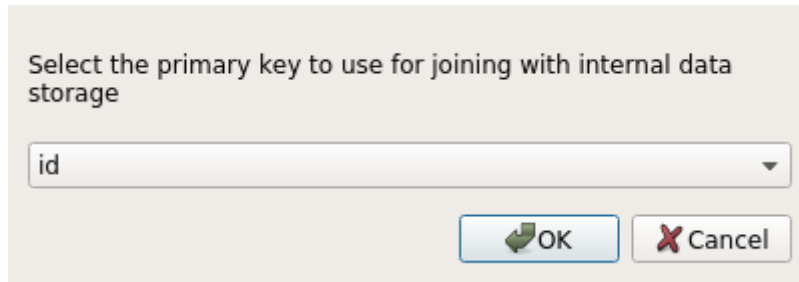 Select the primary key to use for joining with internal data
storage
id
OK
Cancel